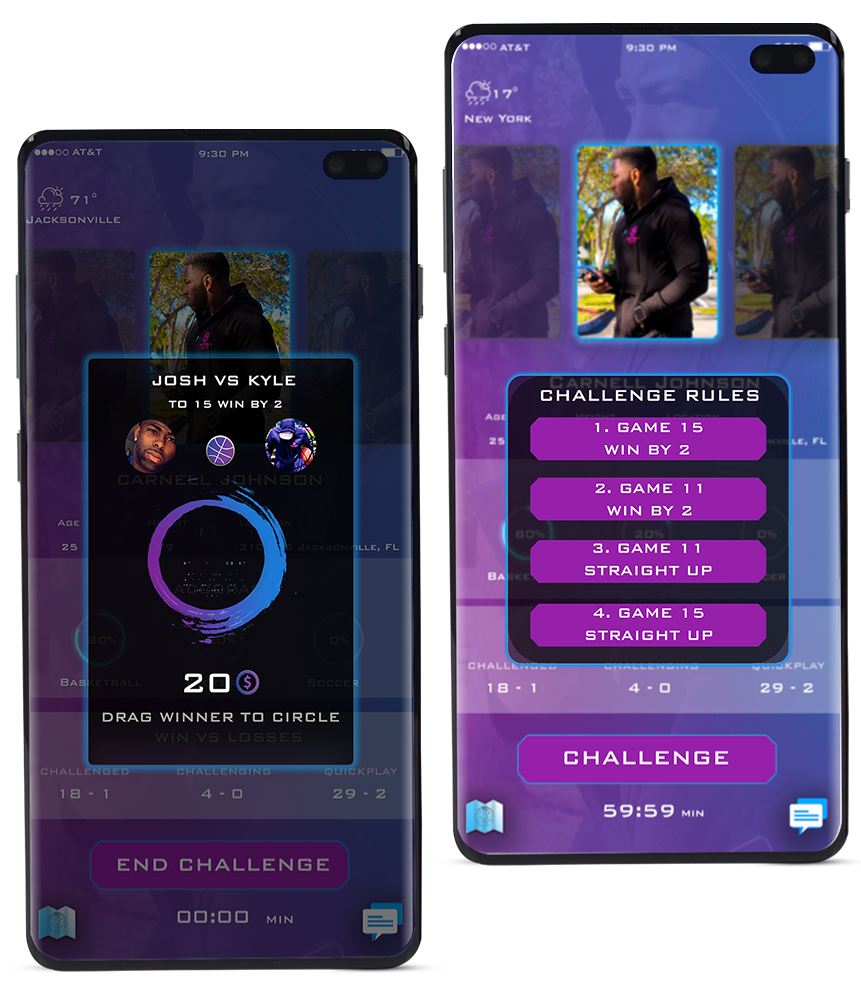 AT&T
9:30 PM
71°
JACKSONVILLE
JOSH VS KYLE
TO 15 WIN BY 2
CARNELL JOHNSON
AGE
25
JACKSONVILLE, FL
80%
0%
BASKETBALL
SOCCER
20 $
DRAG WINNER TO CIRCLE
WIN VS LOSSES
CHALLENGED CHALLENGING QUICKPLAY
18 - 1 4 - 0 29 - 2
END CHALLENGE
00:00 MIN
AT&T
9:30 PM
17°
NEW YORK
CARNELL JOHNSON
CHALLENGE RULES
AGE HEIGHT LOCATION
25
1. GAME 15
WIN BY 2
2. GAME 11
WIN BY 2
80% 20% 0%
3. GAME 11
STRAIGHT UP
4. GAME 15
STRAIGHT UP
CHALLENGED CHALLENGING QUICKPLAY
18 - 1 4 - 0 29 - 2
CHALLENGE
59:59 MIN